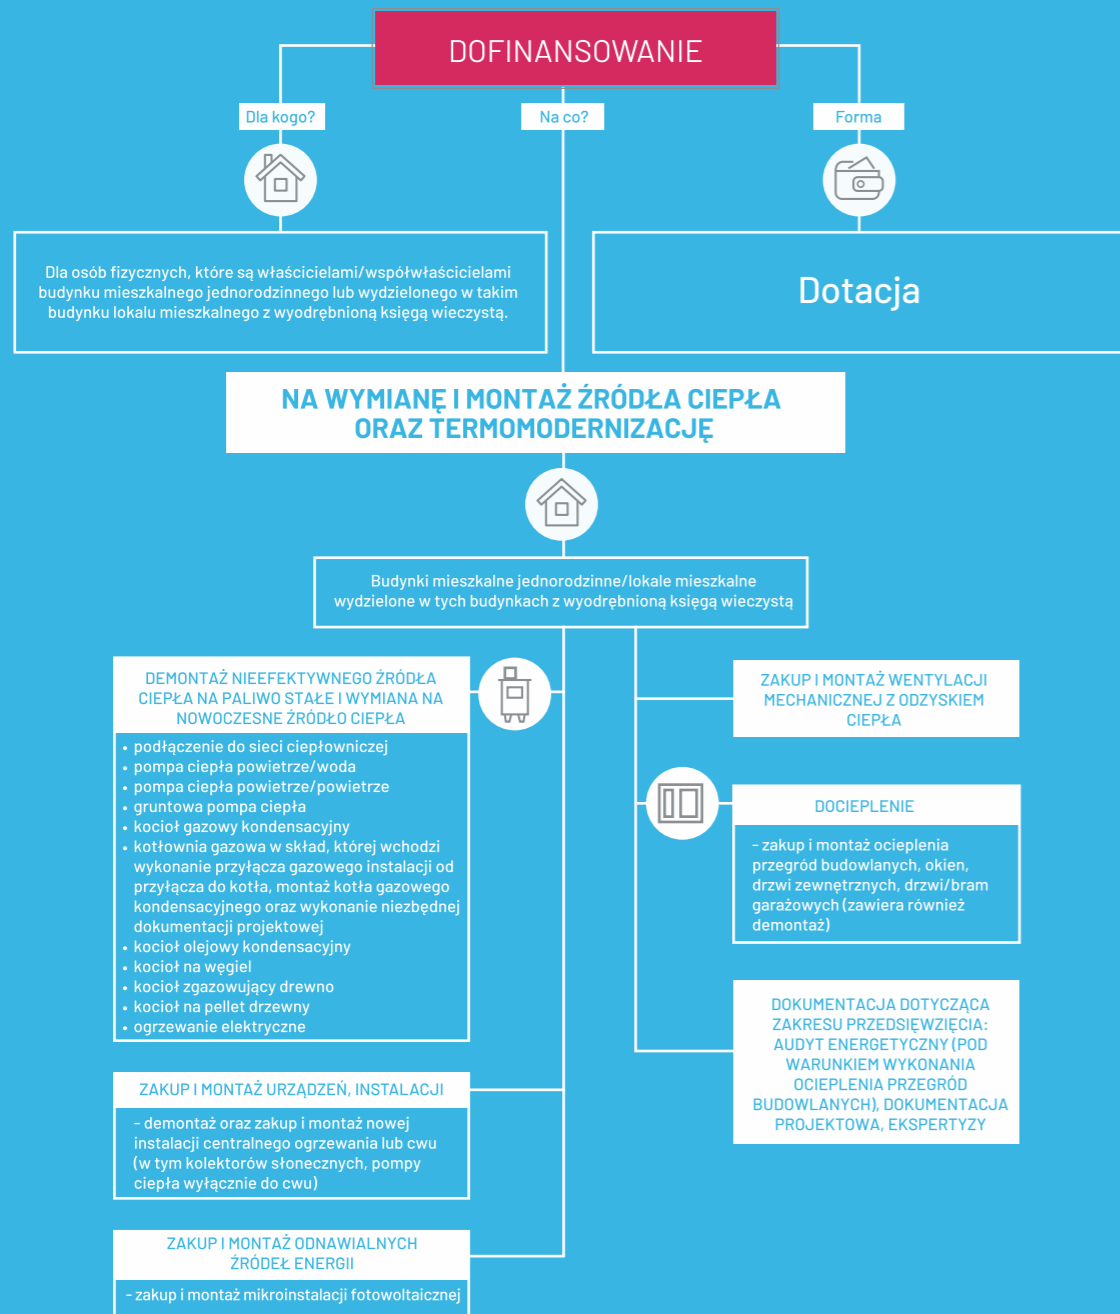 DOFINANSOWANIE
Dla kogo?
Na co?
Forma
Dla osób fizycznych, które są właścicielami/współwłaścicielami
budynku mieszkalnego jednorodzinnego lub wydzielonego w takim
budynku lokalu mieszkalnego z wyodrębnioną księgą wieczystą.
Dotacja
NA WYMIANĘ I MONTAŻ ŹRÓDŁA CIEPŁA
ORAZ TERMOMODERNIZACJĘ
Budynki mieszkalne jednorodzinne/lokale mieszkalne
wydzielone w tych budynkach z wyodrębnioną księgą wieczystą
DEMONTAŻ NIEEFEKTYWNEGO ŹRÓDŁA
CIEPŁA NA PALIWO STAŁE I WYMIANA NA
NOWOCZESNE ŹRÓDŁO CIEPŁA
• podłączenie do sieci ciepłowniczej
• pompa ciepła powietrze/woda
• pompa ciepła powietrze/powietrze
• gruntowa pompa ciepła
• kocioł gazowy kondensacyjny
• kotłownia gazowa w skład, której wchodzi
wykonanie przyłącza gazowego instalacji od
przyłącza do kotła, montaż kotła gazowego
kondensacyjnego oraz wykonanie niezbędnej
dokumentacji projektowej
• kocioł olejowy kondensacyjny
• kocioł na węgiel
• kocioł zgazowujący drewno
• kocioł na pellet drzewny
• ogrzewanie elektryczne
ZAKUP I MONTAŻ URZĄDZEŃ, INSTALACJI
- demontaż oraz zakup i montaż nowej
instalacji centralnego ogrzewania lub cwu
(w tym kolektorów słonecznych, pompy
ciepła wyłącznie do cwu)
ZAKUP I MONTAŻ ODNAWIALNYCH
ŹRÓDEŁ ENERGII
- zakup i montaż mikroinstalacji fotowoltaicznej
ZAKUP I MONTAŻ WENTYLACJI
MECHANICZNEJ Z ODZYSKIEM
CIEPŁA
DOCIEPLENIE
- zakup i montaż ocieplenia
przegród budowlanych, okien,
drzwi zewnętrznych, drzwi/bram
garażowych (zawiera również
demontaż)
DOKUMENTACJA DOTYCZĄCA
ZAKRESU PRZEDSIĘWZIĘCIA:
AUDYT ENERGETYCZNY (POD
WARUNKIEM WYKONANIA
OCIEPLENIA PRZEGRÓD
BUDOWLANYCH), DOKUMENTACJA
PROJEKTOWA, EKSPERTYZY